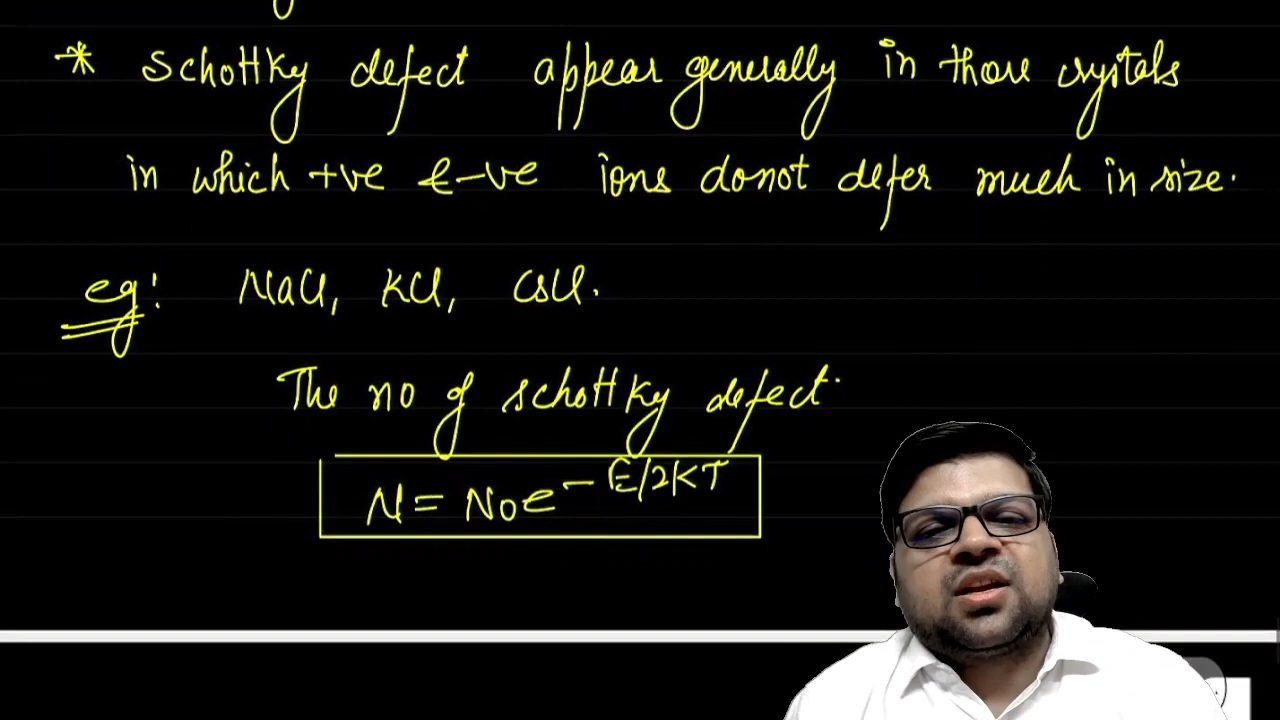 * Schottky defect appear generally in those crystals
in which +ve & -ve ions donot defer much in size.
eg: NaCl, KCl, CsCl.
The no of schottky defect.
N = N0e^-E/2KT